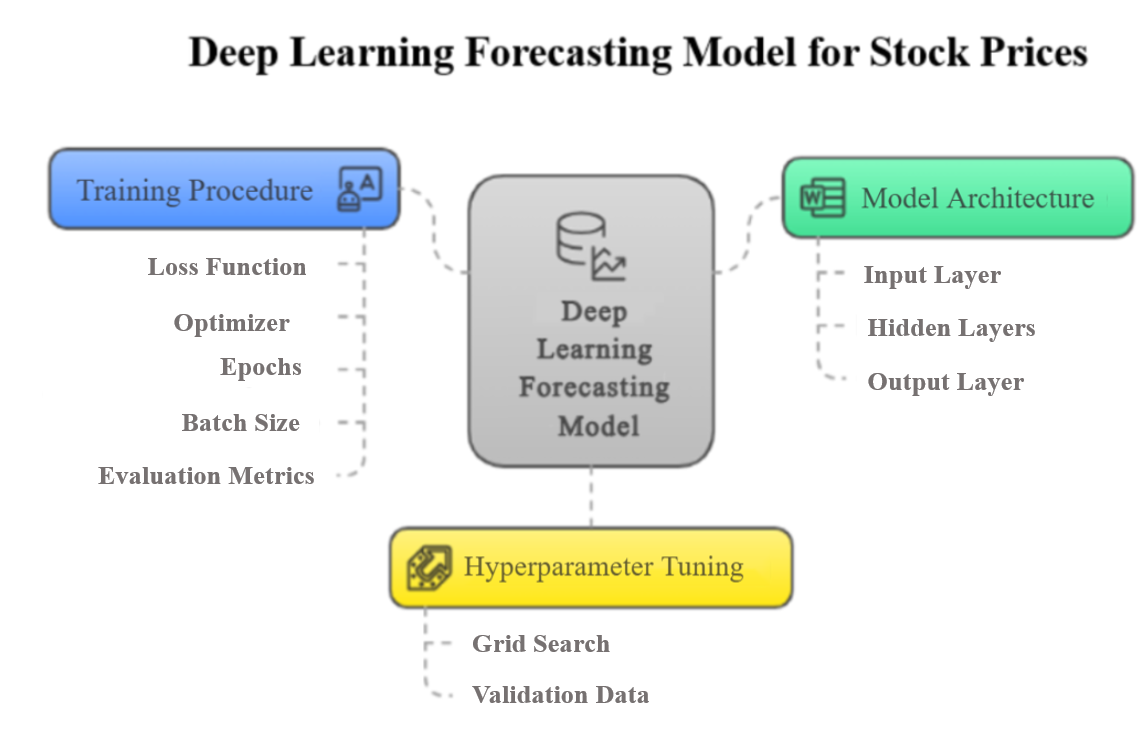 Deep Learning Forecasting Model for Stock Prices
Training Procedure
Loss Function
Optimizer
Epochs
Batch Size
Evaluation Metrics
Deep
Learning
Forecasting
Model
Model Architecture
Input Layer
Hidden Layers
Output Layer
Hyperparameter Tuning
Grid Search
Validation Data